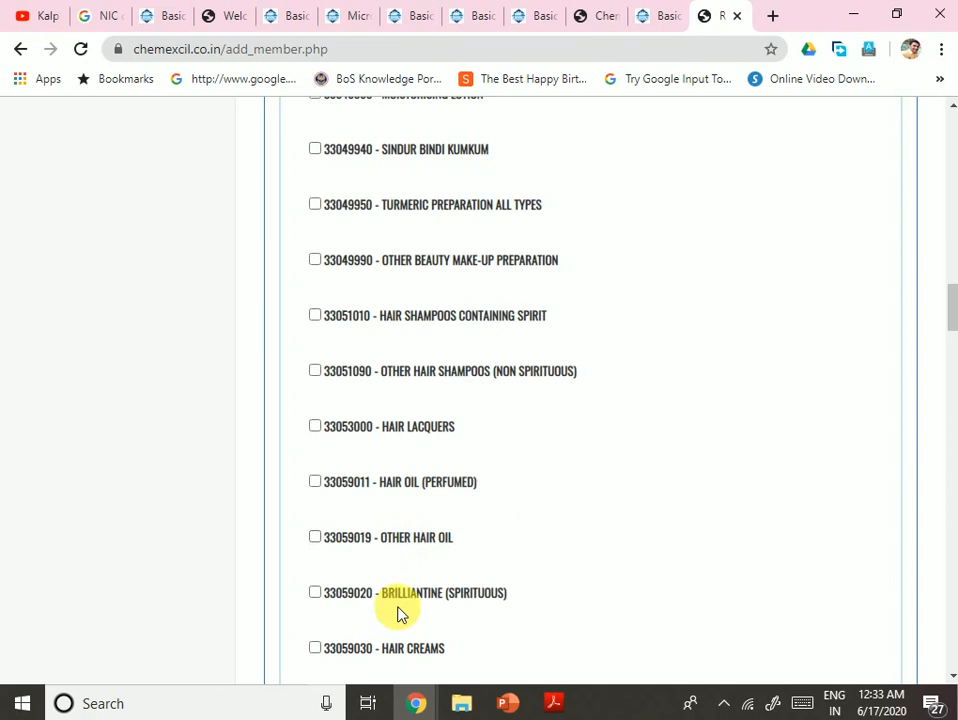 Kalp
NIC
Basic
Welc
Basic
Micr
Basic
Basic
Basic
Cher
Basic
R
chemexcil.co.in/add_member.php
Apps
Bookmarks
http://www.google....
BoS Knowledge Por...
The Best Happy Birt...
Try Google Input To...
Online Video Down...
»
33049940 - SINDUR BINDI KUMKUM
33049950 - TURMERIC PREPARATION ALL TYPES
33049990 - OTHER BEAUTY MAKE-UP PREPARATION
33051010 - HAIR SHAMPOOS CONTAINING SPIRIT
33051090 - OTHER HAIR SHAMPOOS (NON SPIRITUOUS)
33053000 - HAIR LACQUERS
33059011 - HAIR OIL (PERFUMED)
33059019 - OTHER HAIR OIL
33059020 - BRILLIANTINE (SPIRITUOUS)
33059030 - HAIR CREAMS
Search
ENG
IN
12:33 AM
6/17/2020
27